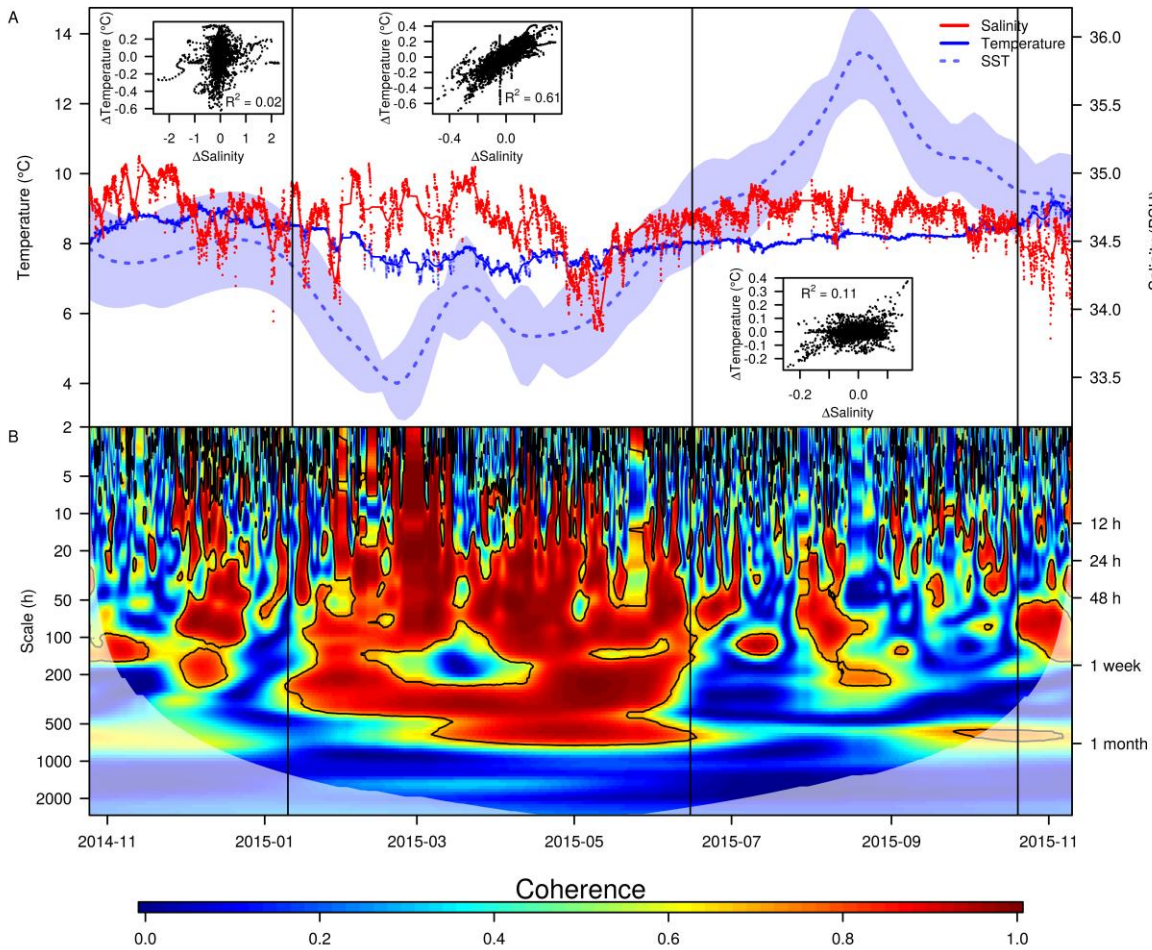 A
Temperature (°C)
14
12
10
8
6
4
36.0
35.5
35.0
34.5
34.0
33.5
Salinity
Temperature
SST
ΔTemperature (°C)
0.2
0.0
-0.2
-0.4
-0.6
R² = 0.02
-2 -1 0 1 2
ΔSalinity
ΔTemperature (°C)
0.4
0.2
0.0
-0.2
-0.4
-0.6
R² = 0.61
-0.4 0.0
ΔSalinity
ΔTemperature (°C)
0.4
0.3
0.2
0.1
0.0
-0.1
-0.2
R² = 0.11
-0.2 0.0
ΔSalinity
B
Scale (h)
2
5
10
20
50
100
200
500
1000
2000
12 h
24 h
48 h
1 week
1 month
2014-11 2015-01 2015-03 2015-05 2015-07 2015-09 2015-11
Coherence
0.0 0.2 0.4 0.6 0.8 1.0